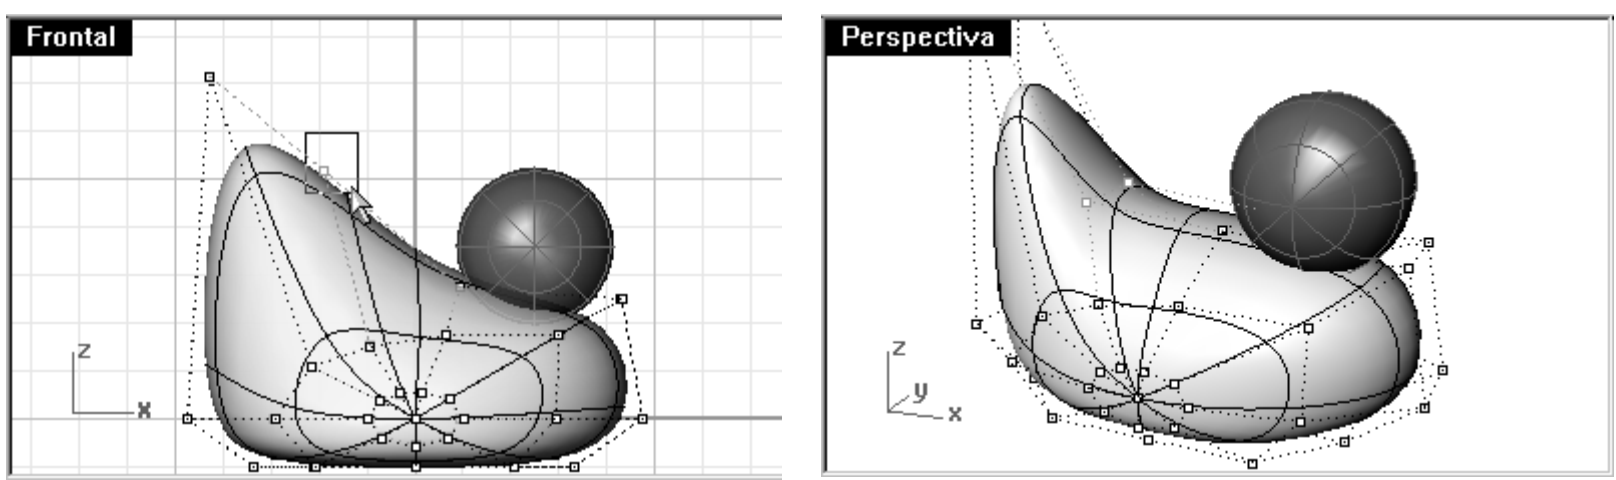 Frontal
z
x
Perspectiva
z
y
x